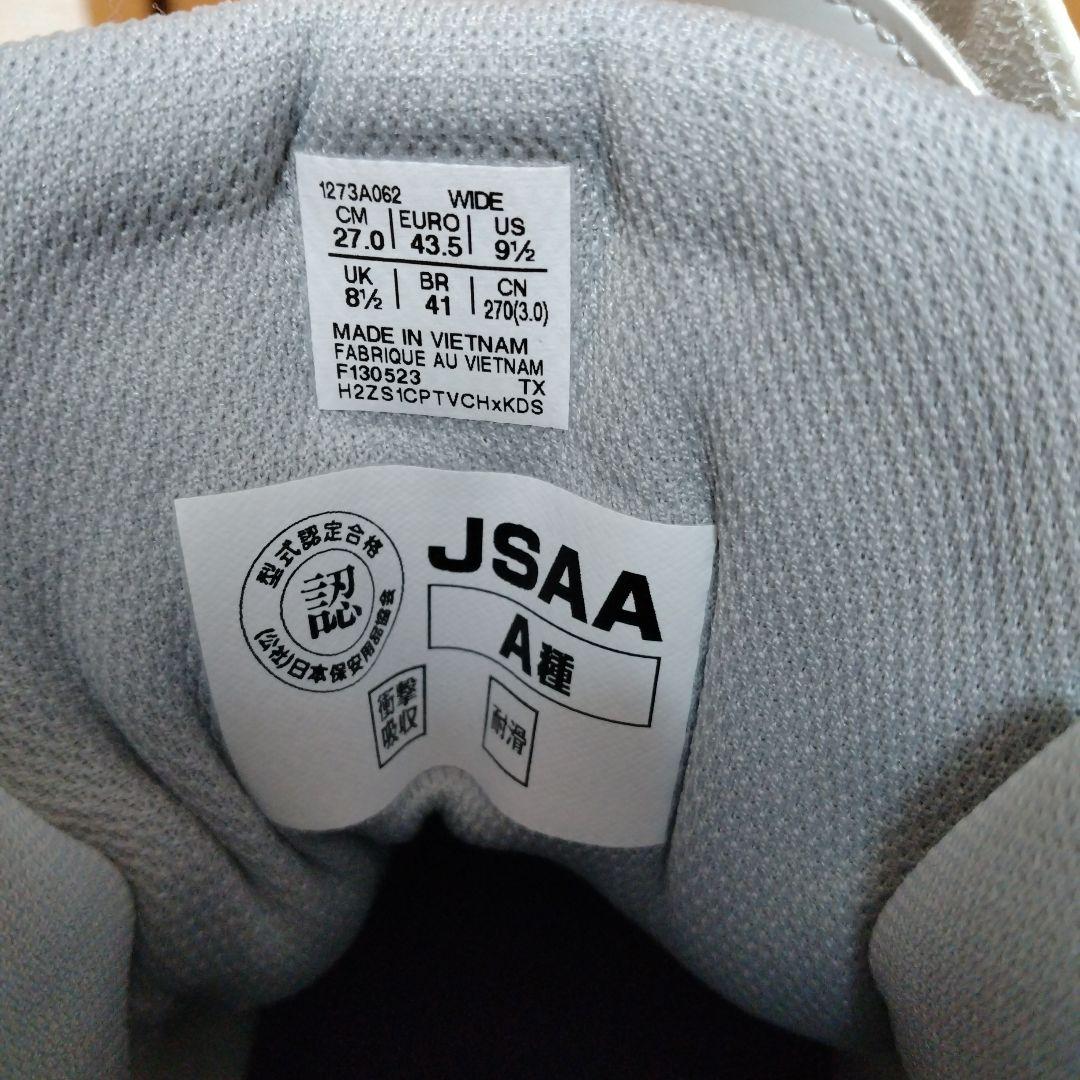 1273A062 WIDE
CM EURO US
27.0 43.5 9½
UK BR CN
8½ 41 270(3.0)
MADE IN VIETNAM
FABRIQUE AU VIETNAM
F130523 TX
H2ZS1CPTVCHxKDS
型式認定合格
認
(公社)日本保安用品協会
JSAA
A種
衝撃
吸収
耐滑